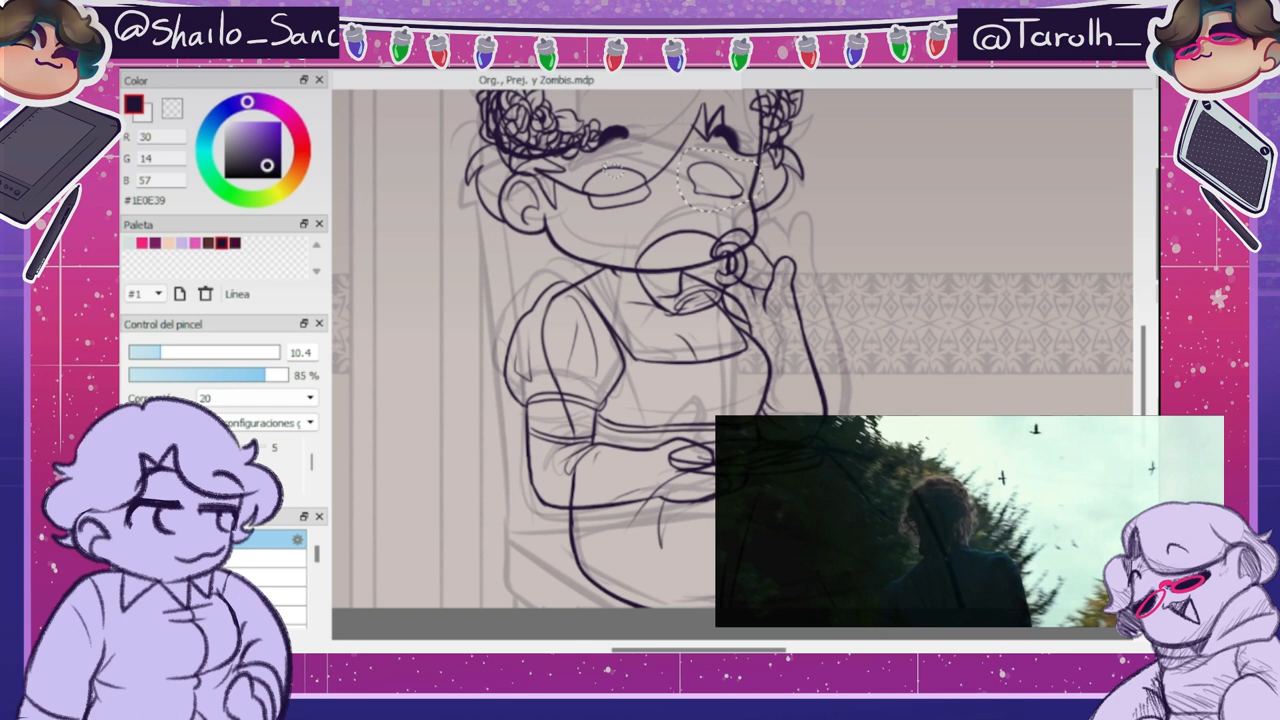 @Shailo_Sanc
@Tarolh_
Color
Org., Prej. y Zombis.mdp
R 30
G 14
B 57
#1E0E39
Paleta
#1
Línea
Control del pincel
10.4
85 %
20
5